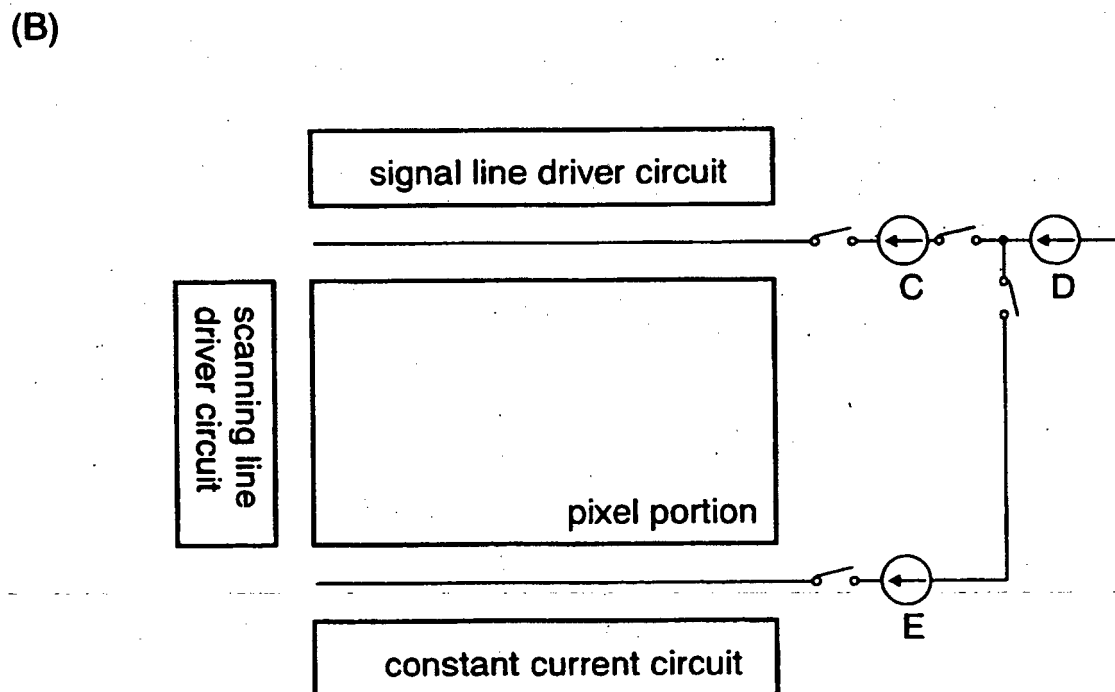 (B)
signal line driver circuit
C
D
scanning line
driver circuit
pixel portion
E
constant current circuit